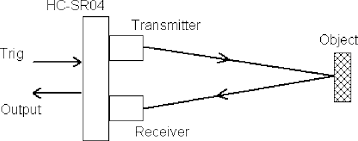 HC-SR04
Transmitter
Object
Trig
Output
Receiver